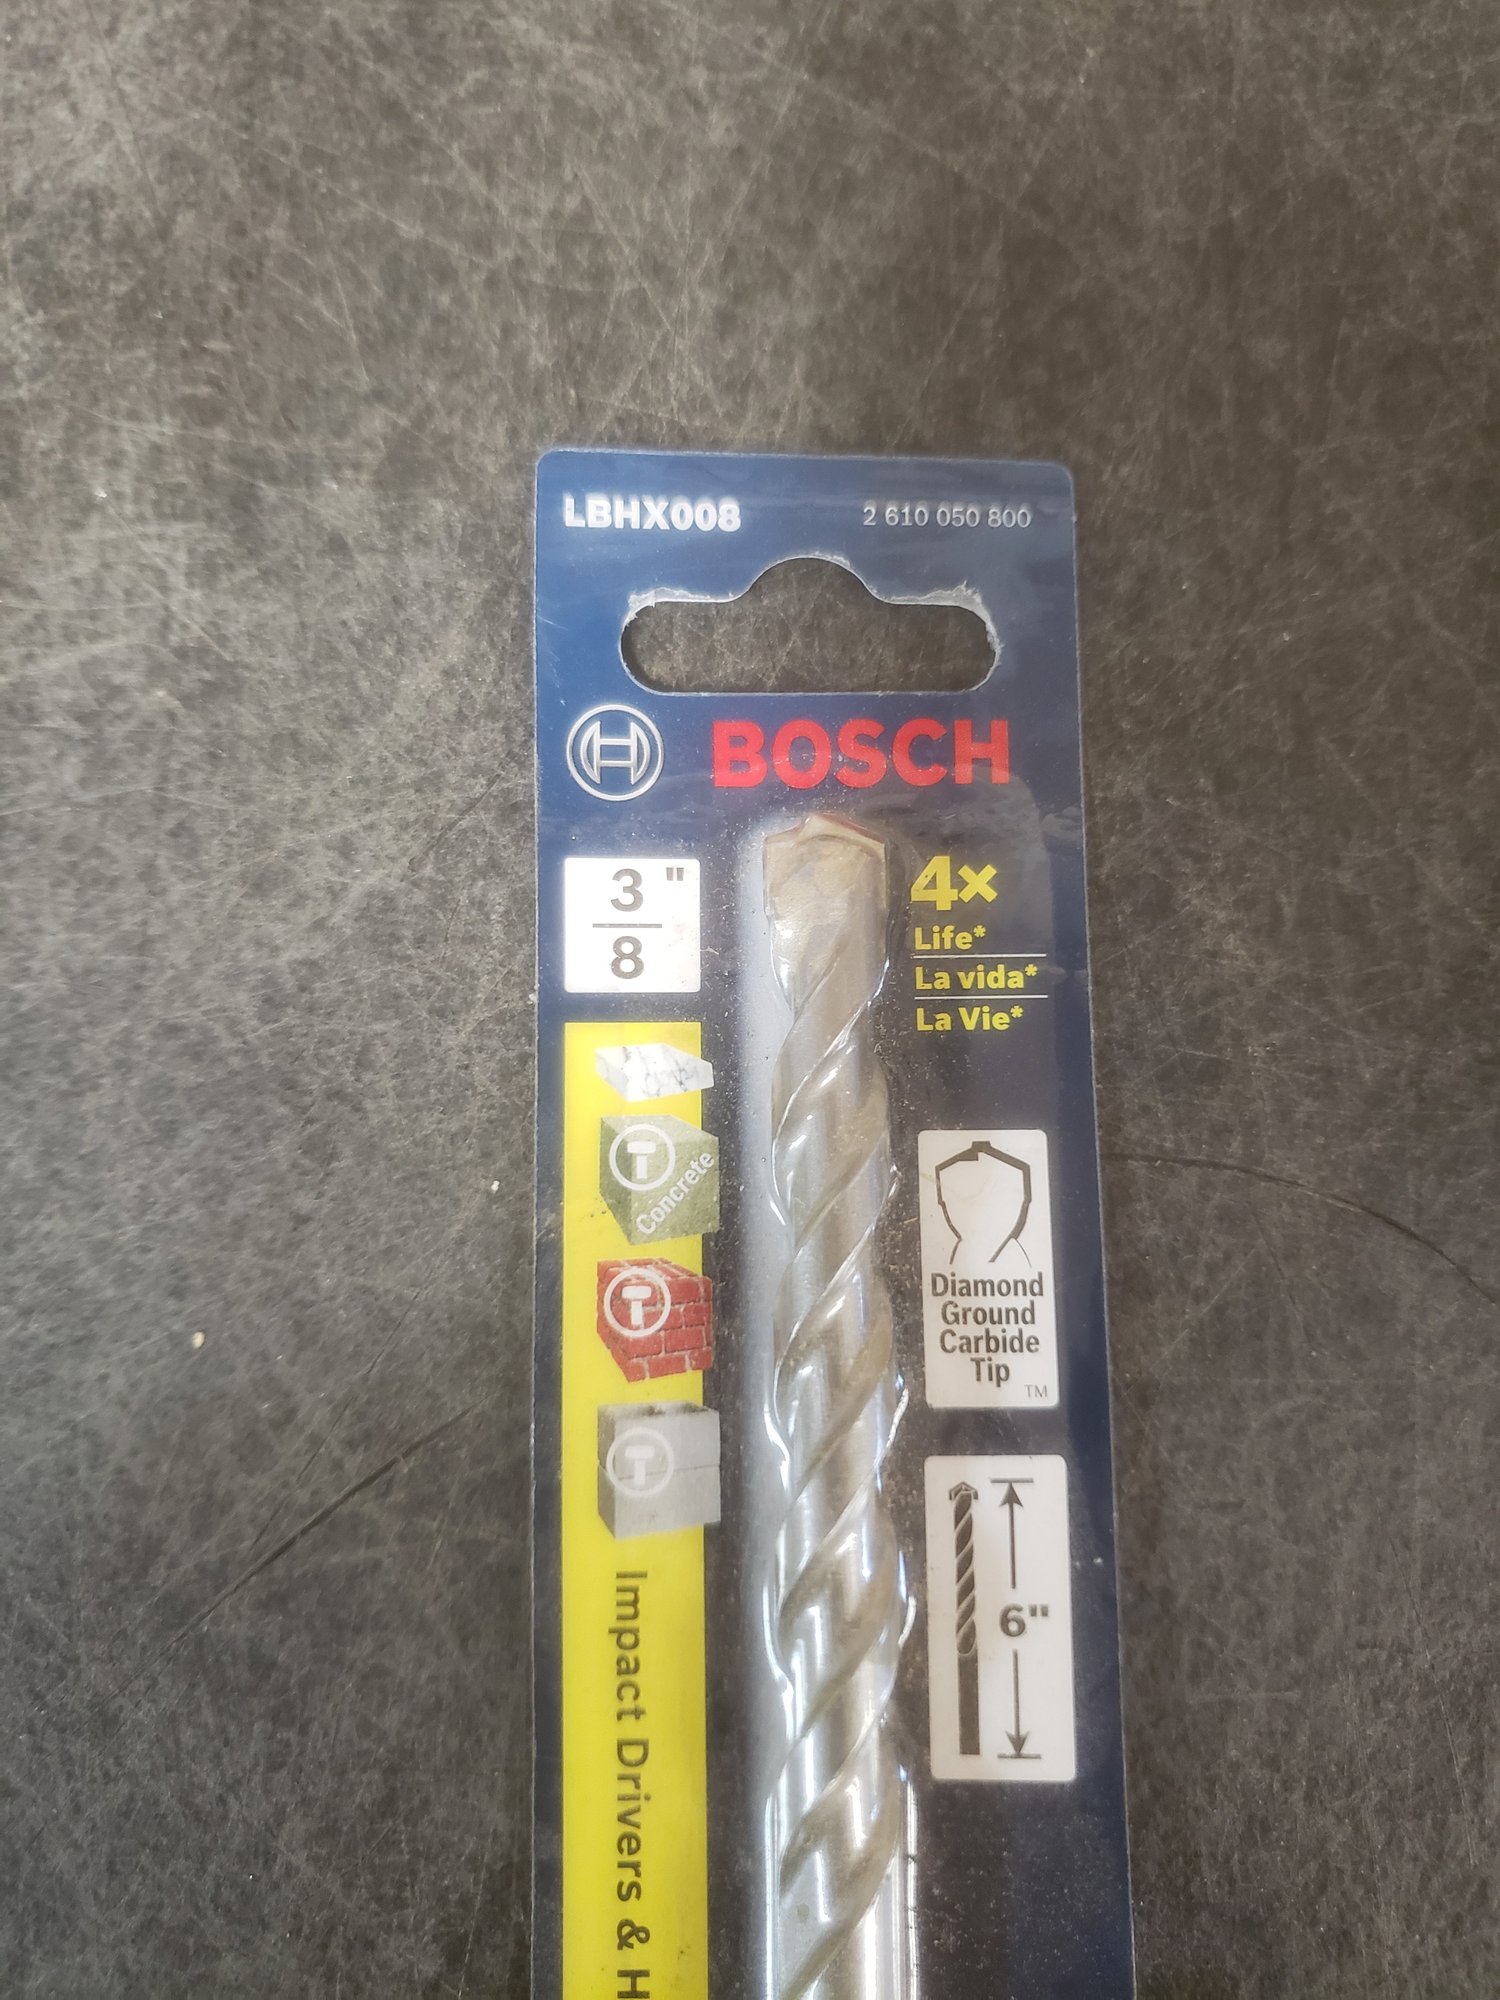 LBHX008
2 610 050 800
BOSCH
3"
8
4×
Life*
La vida*
La Vie*
Concrete
Diamond
Ground
Carbide
Tip
TM
6"
Impact Drivers & H